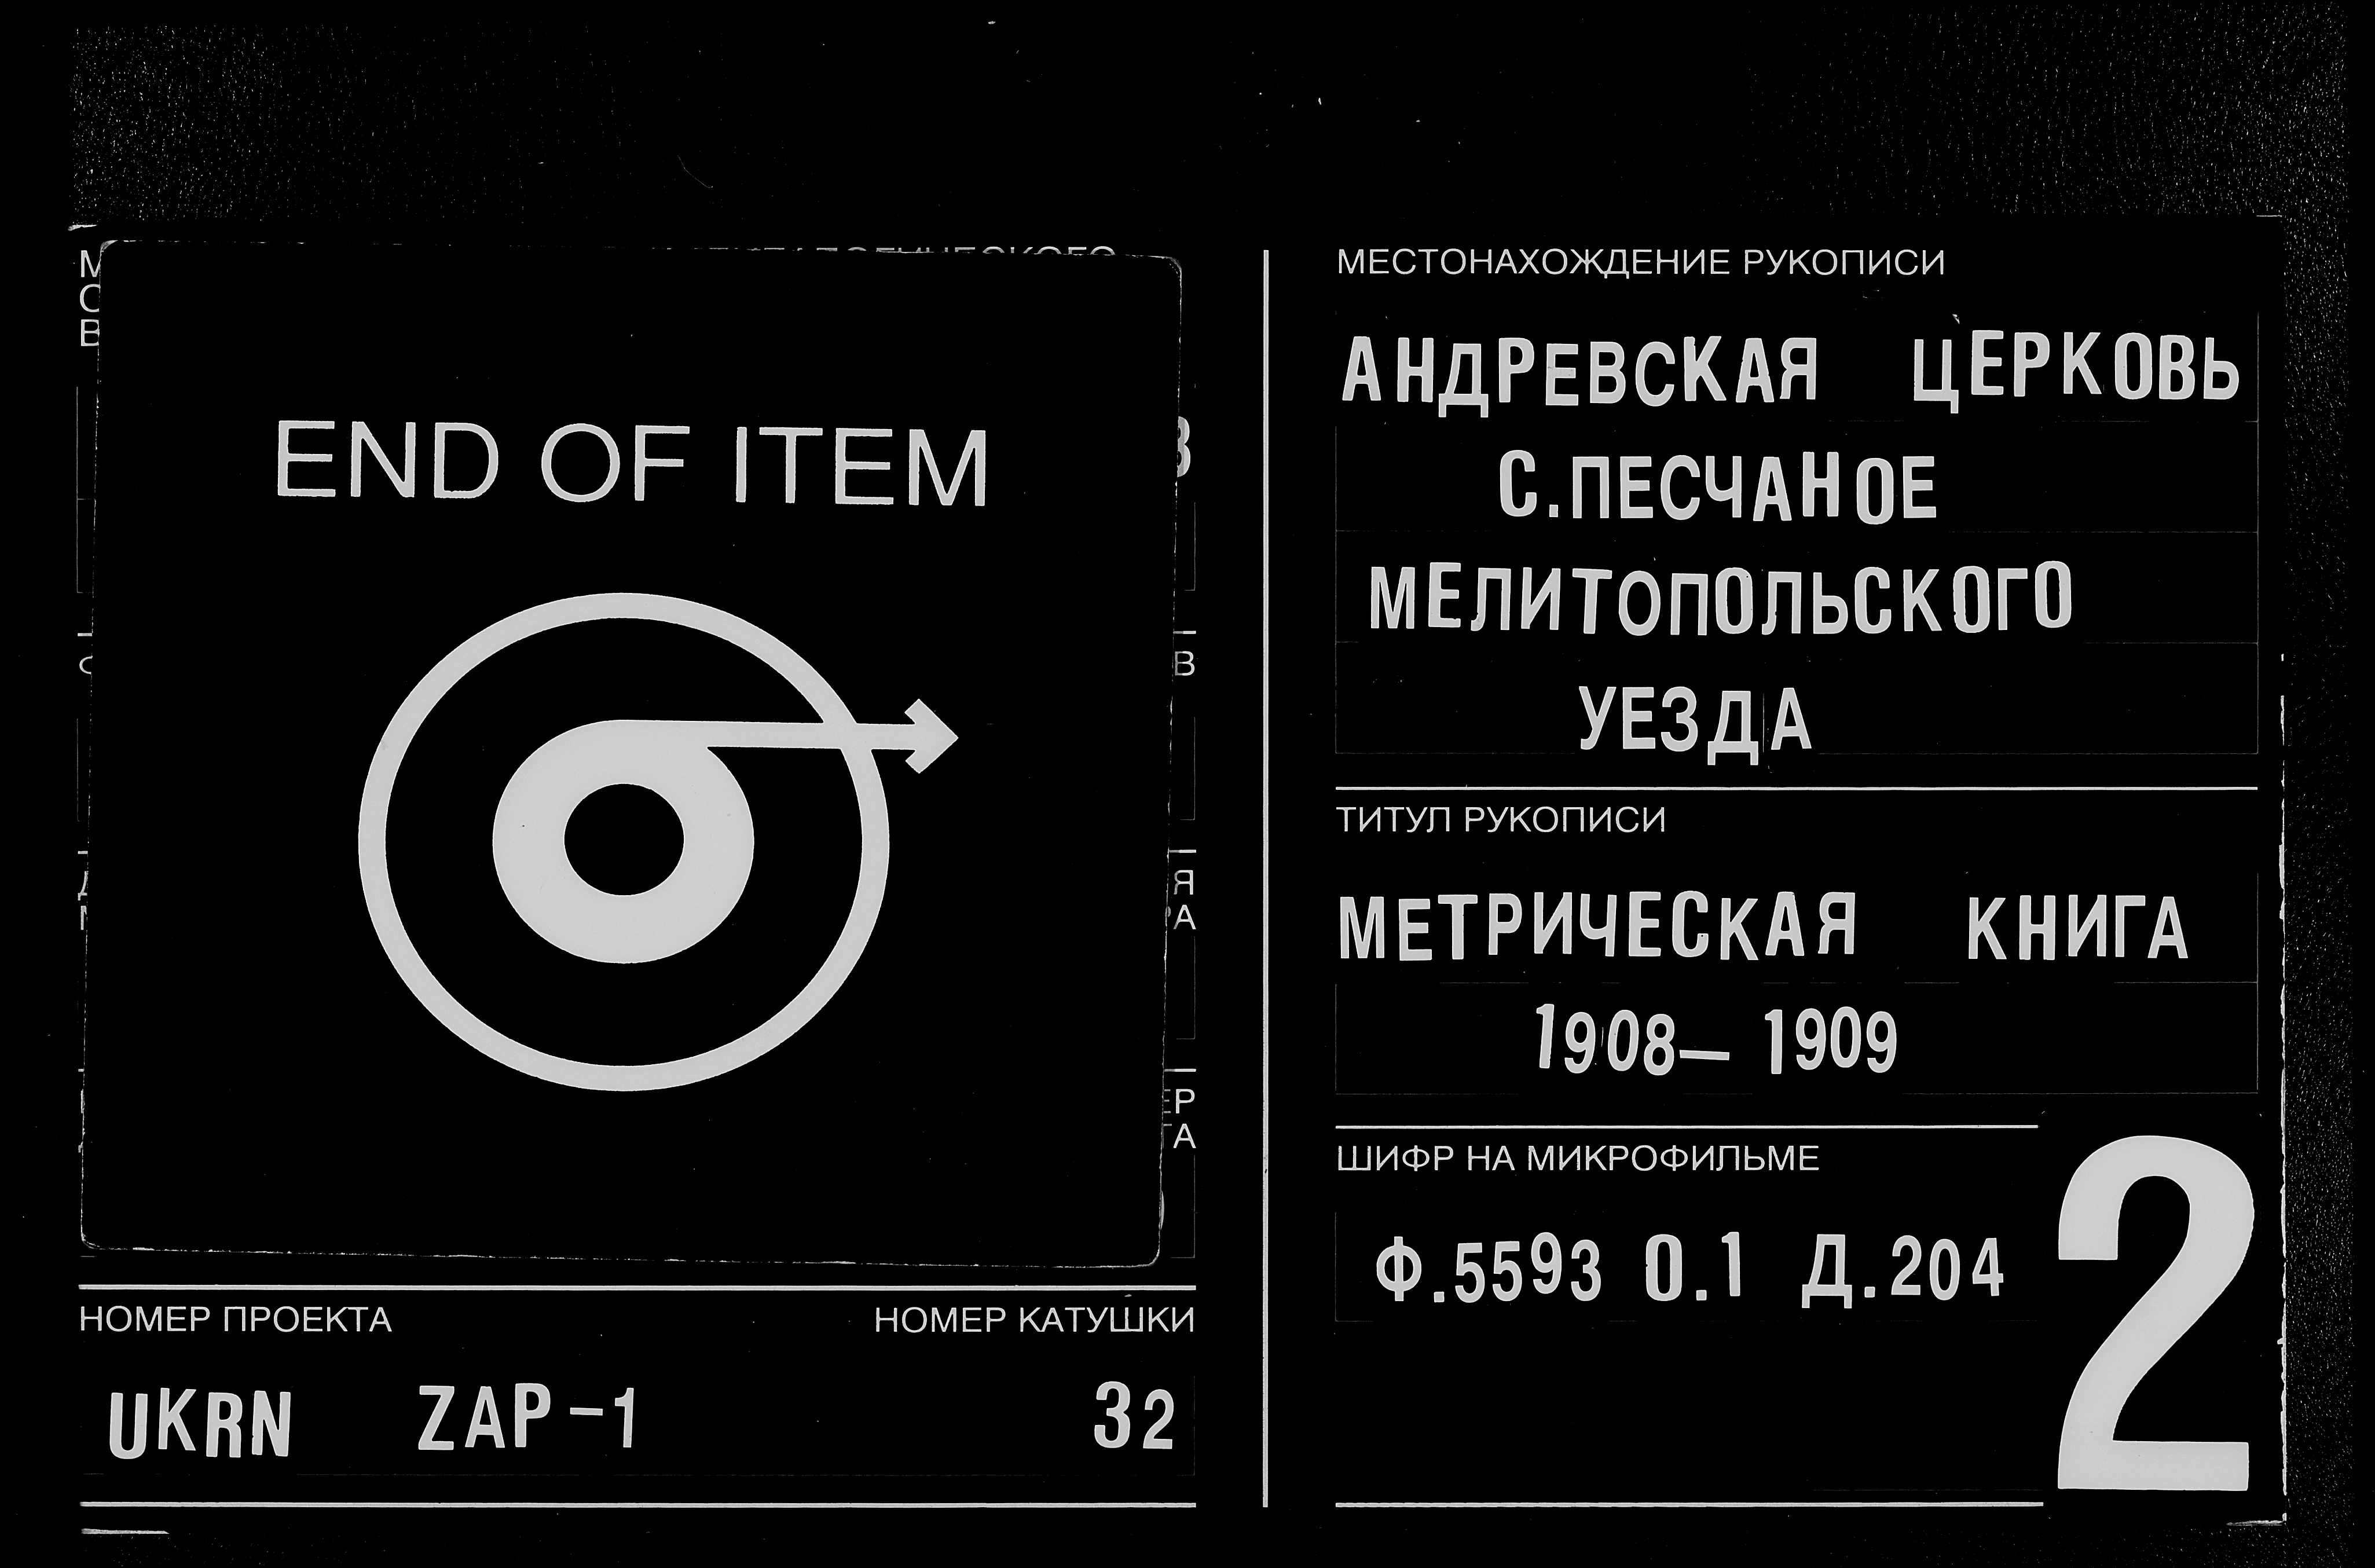 END OF ITEM
НОМЕР ПРОЕКТА
НОМЕР КАТУШКИ
UKRN ZAP-1
32
МЕСТОНАХОЖДЕНИЕ РУКОПИСИ
АНДРЕВСКАЯ ЦЕРКОВЬ
С.ПЕСЧАНОЕ
МЕЛИТОПОЛЬСКОГО
УЕЗДА
ТИТУЛ РУКОПИСИ
МЕТРИЧЕСКАЯ КНИГА
1908— 1909
ШИФР НА МИКРОФИЛЬМЕ
Ф.5593 О.1 Д.204
2